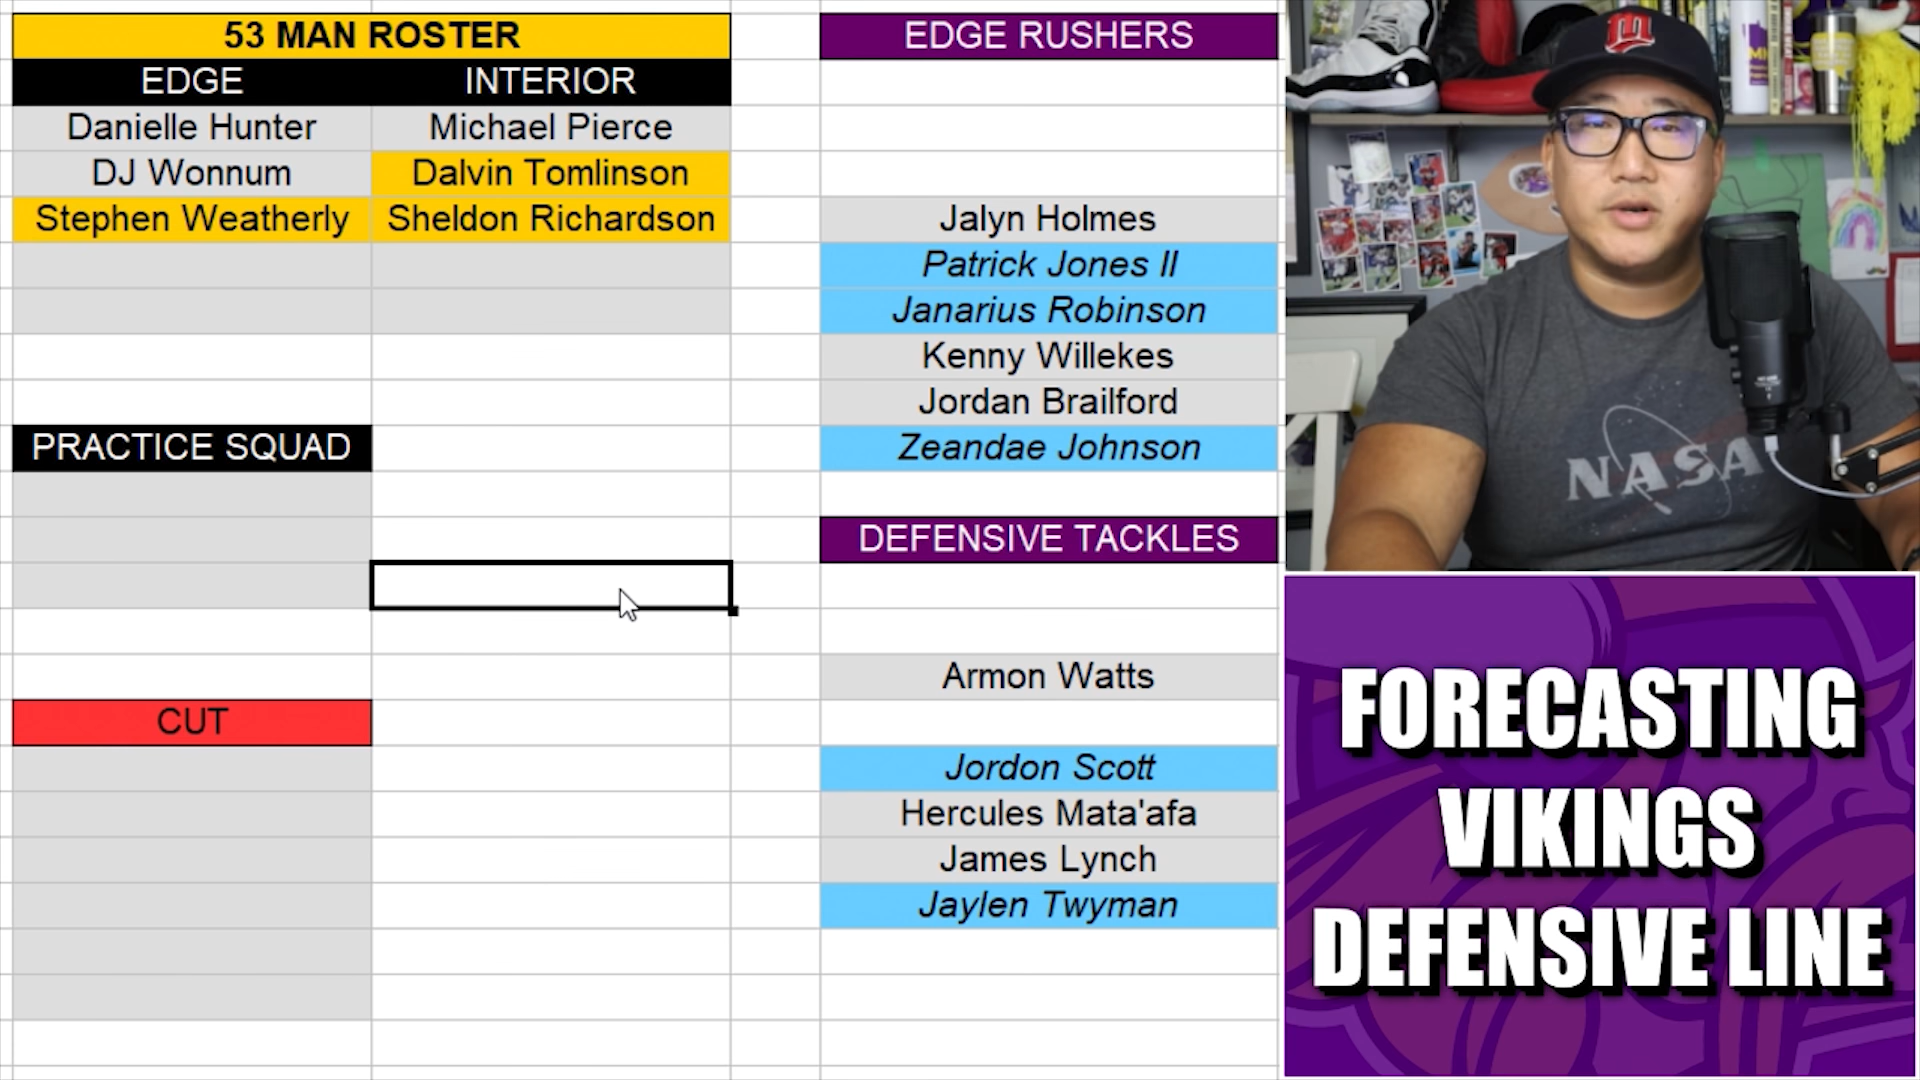 53 MAN ROSTER
EDGE INTERIOR
Danielle Hunter Michael Pierce
DJ Wonnum Dalvin Tomlinson
Stephen Weatherly Sheldon Richardson
PRACTICE SQUAD
CUT
EDGE RUSHERS
Jalyn Holmes
Patrick Jones II
Janarius Robinson
Kenny Willekes
Jordan Brailford
Zeandae Johnson
DEFENSIVE TACKLES
Armon Watts
Jordon Scott
Hercules Mata'afa
James Lynch
Jaylen Twyman
M
NASA
FORECASTING
VIKINGS
DEFENSIVE LINE